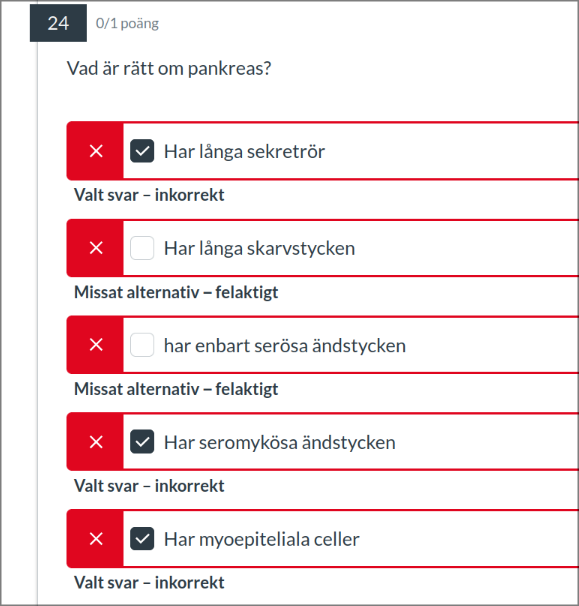 24 0/1 poäng
Vad är rätt om pankreas?
Har långa sekretrör
Valt svar – inkorrekt
Har långa skarvstycken
Missat alternativ – felaktigt
har enbart serösa ändstycken
Missat alternativ – felaktigt
Har seromykösa ändstycken
Valt svar – inkorrekt
Har myoepiteliala celler
Valt svar – inkorrekt